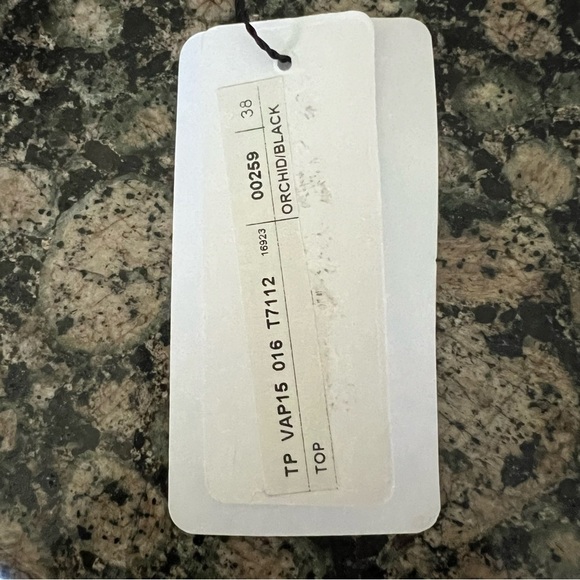 TP VAP15 016 T7112 16923 00259 38
TOP ORCHID/BLACK